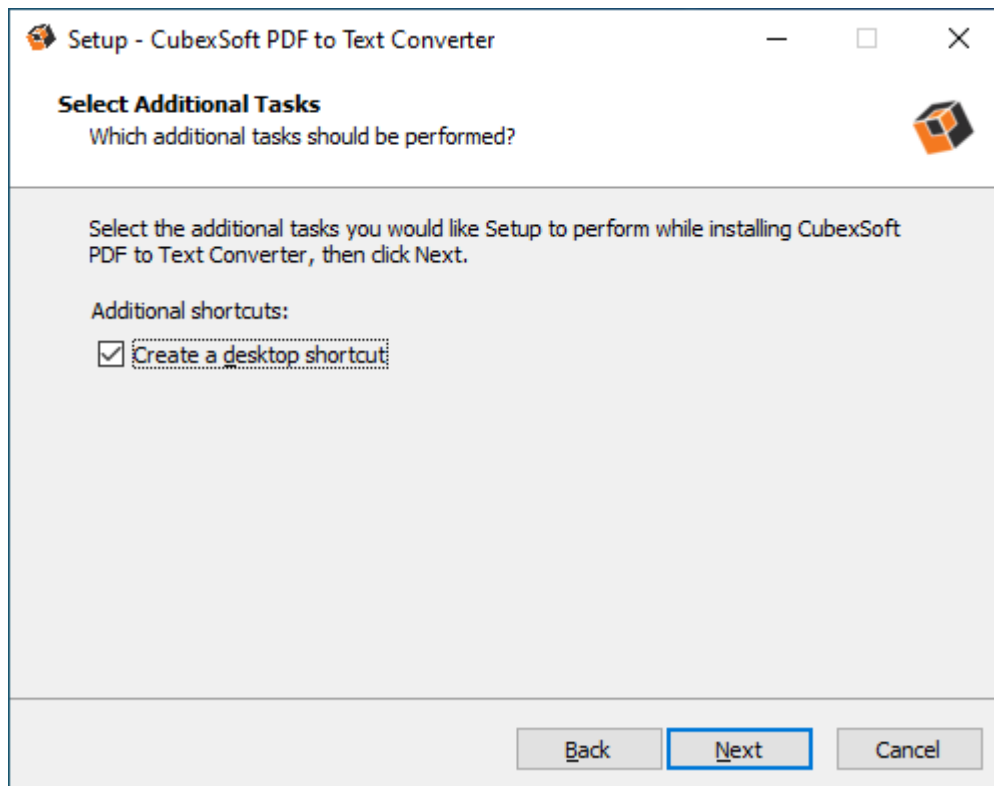 Setup - CubexSoft PDF to Text Converter
Select Additional Tasks
Which additional tasks should be performed?
Select the additional tasks you would like Setup to perform while installing CubexSoft
PDF to Text Converter, then click Next.
Additional shortcuts:
Create a desktop shortcut
Back Next Cancel